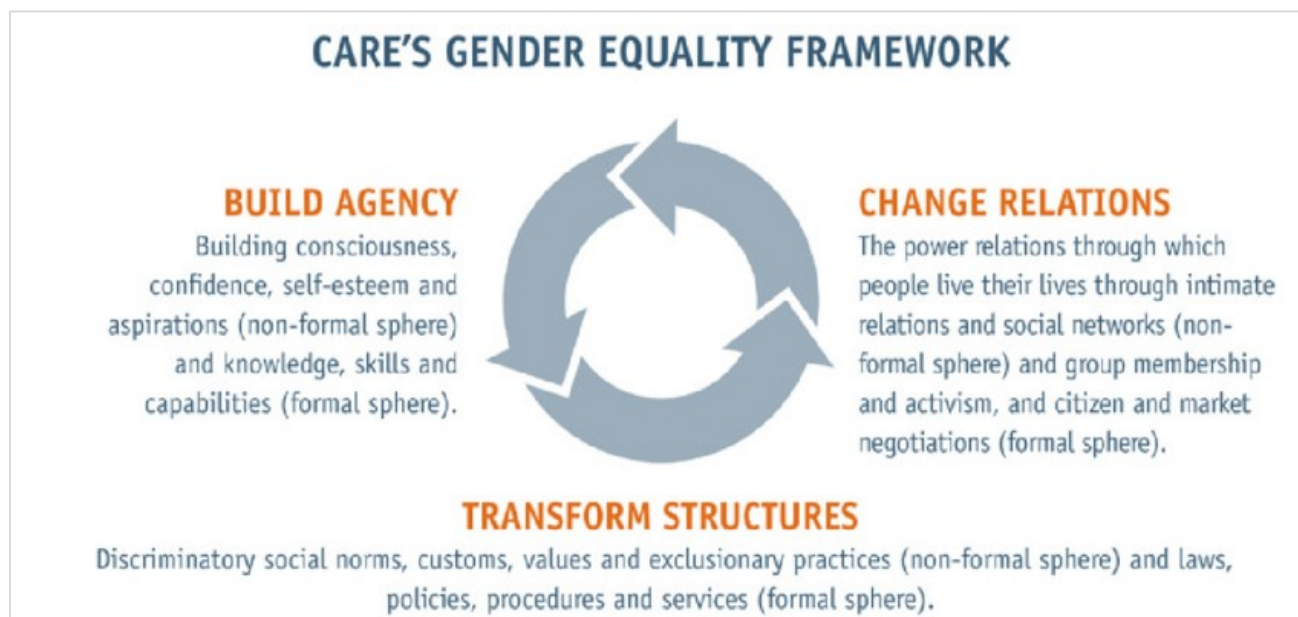 CARE'S GENDER EQUALITY FRAMEWORK
BUILD AGENCY
Building consciousness,
confidence, self-esteem and
aspirations (non-formal sphere)
and knowledge, skills and
capabilities (formal sphere).
CHANGE RELATIONS
The power relations through which
people live their lives through intimate
relations and social networks (non-
formal sphere) and group membership
and activism, and citizen and market
negotiations (formal sphere).
TRANSFORM STRUCTURES
Discriminatory social norms, customs, values and exclusionary practices (non-formal sphere) and laws,
policies, procedures and services (formal sphere).